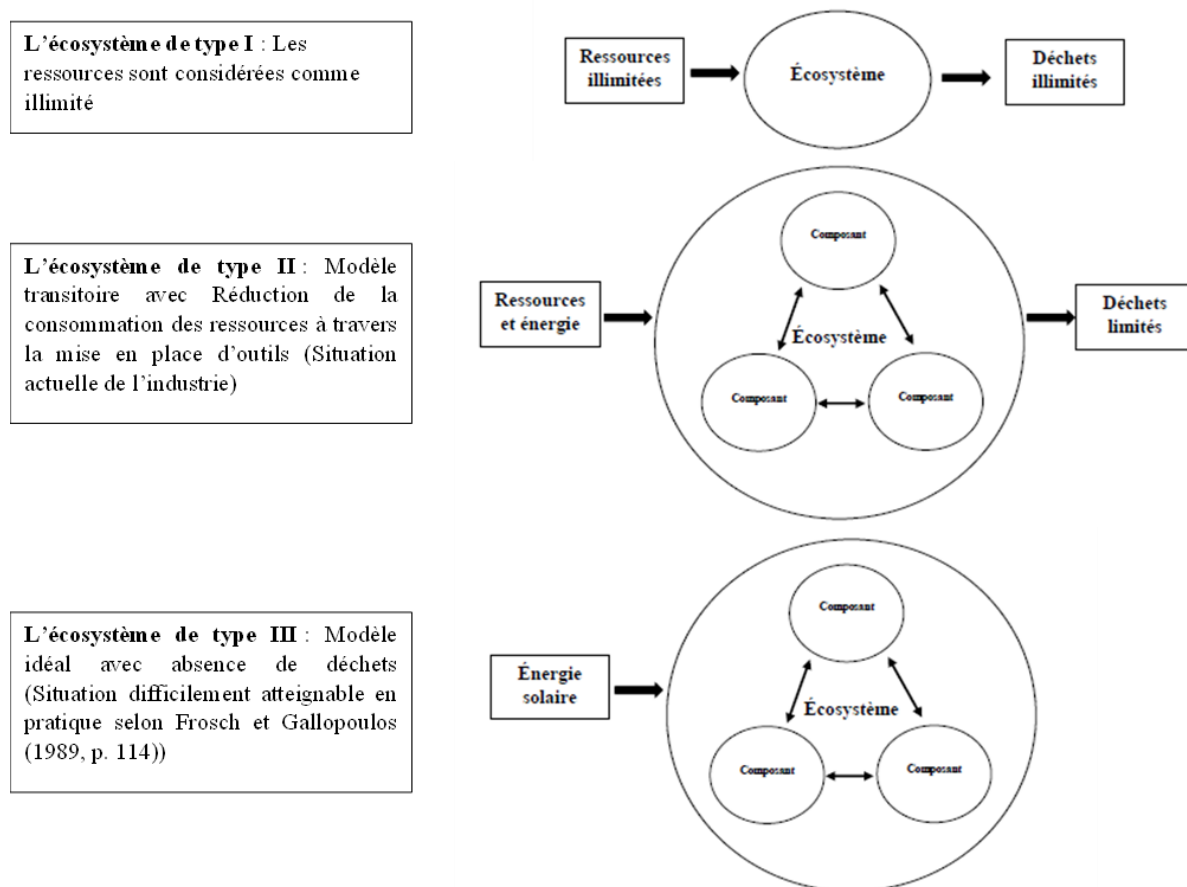 L'écosystème de type I : Les
ressources sont considérées comme
illimité
Ressources
illimitées
Écosystème
Déchets
illimités
L'écosystème de type II : Modèle
transitoire avec Réduction de la
consommation des ressources à travers
la mise en place d'outils (Situation
actuelle de l'industrie)
Ressources
et énergie
Composant
Écosystème
Composant
Composant
Déchets
limités
L'écosystème de type III : Modèle
idéal avec absence de déchets
(Situation difficilement atteignable en
pratique selon Frosch et Gallopoulos
(1989, p. 114))
Énergie
solaire
Composant
Écosystème
Composant
Composant